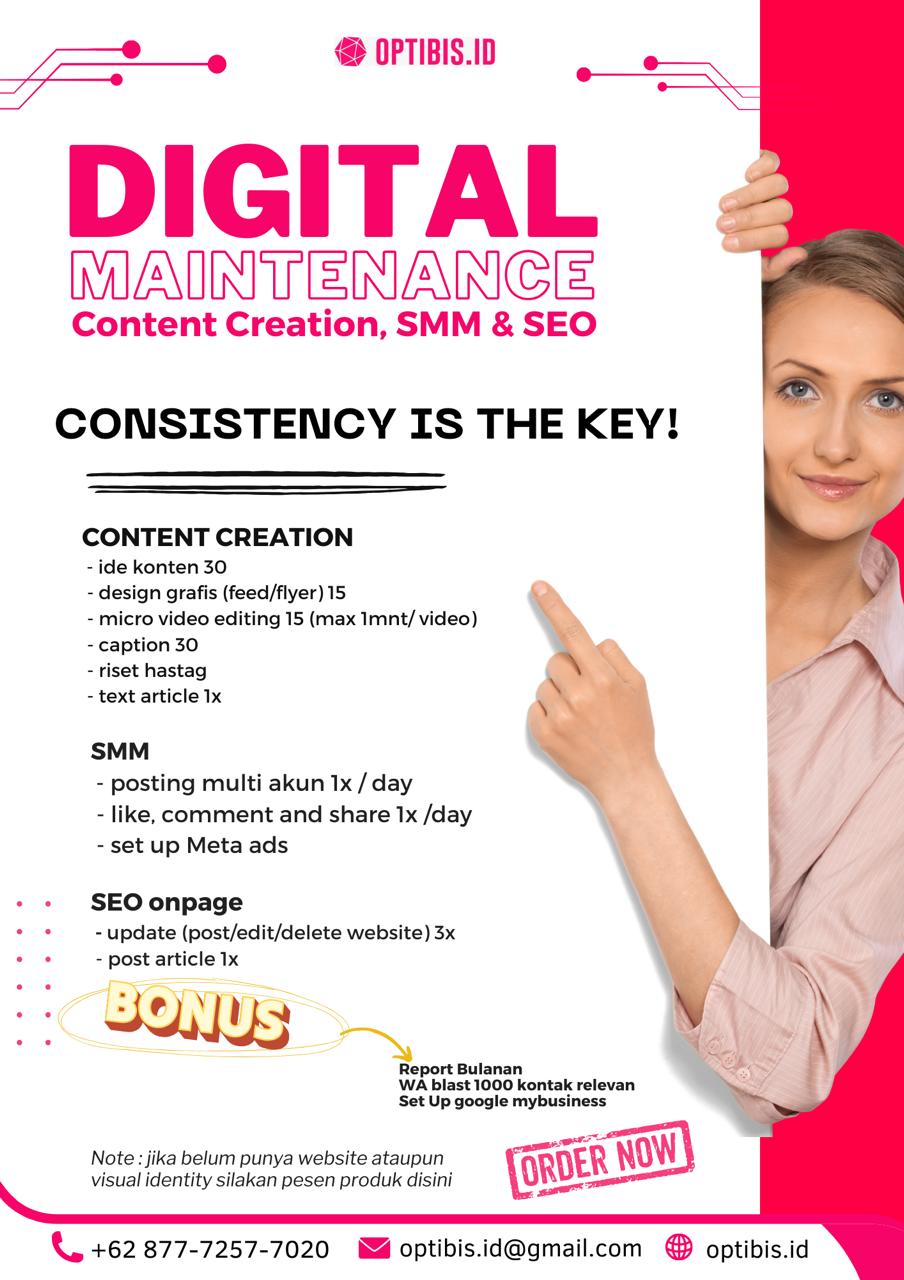 OPTIBIS.ID
DIGITAL
MAINTENANCE
Content Creation, SMM & SEO
CONSISTENCY IS THE KEY!
CONTENT CREATION
- ide konten 30
- design grafis (feed/flyer) 15
- micro video editing 15 (max 1mnt/ video)
- caption 30
- riset hastag
- text article 1x
SMM
- posting multi akun 1x / day
- like, comment and share 1x /day
- set up Meta ads
SEO onpage
- update (post/edit/delete website) 3x
- post article 1x
BONUS
Report Bulanan
WA blast 1000 kontak relevan
Set Up google mybusiness
Note : jika belum punya website ataupun
visual identity silakan pesen produk disini
ORDER NOW
+62 877-7257-7020 optibis.id@gmail.com optibis.id